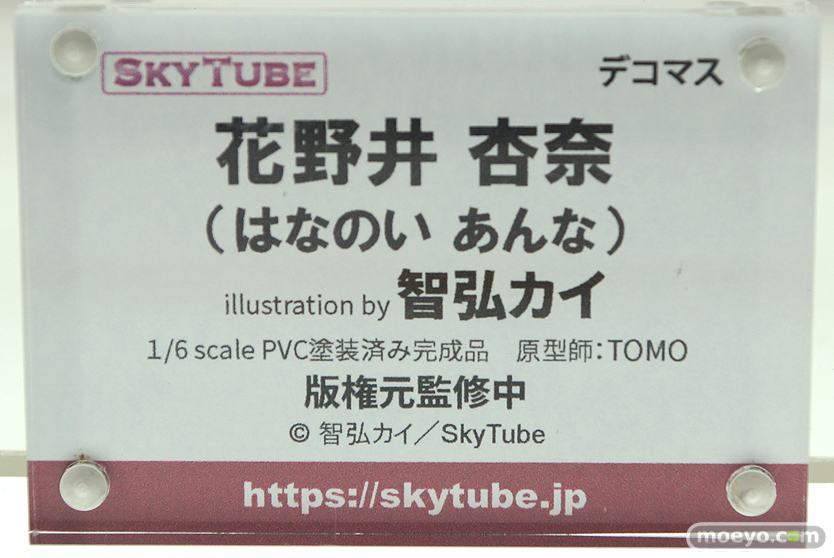 SKYTUBE デコマス
花野井 杏奈
（はなのい あんな）
illustration by 智弘カイ
1/6 scale PVC塗装済み完成品　原型師：TOMO
版権元監修中
© 智弘カイ／SkyTube
https://skytube.jp
moeyo.com